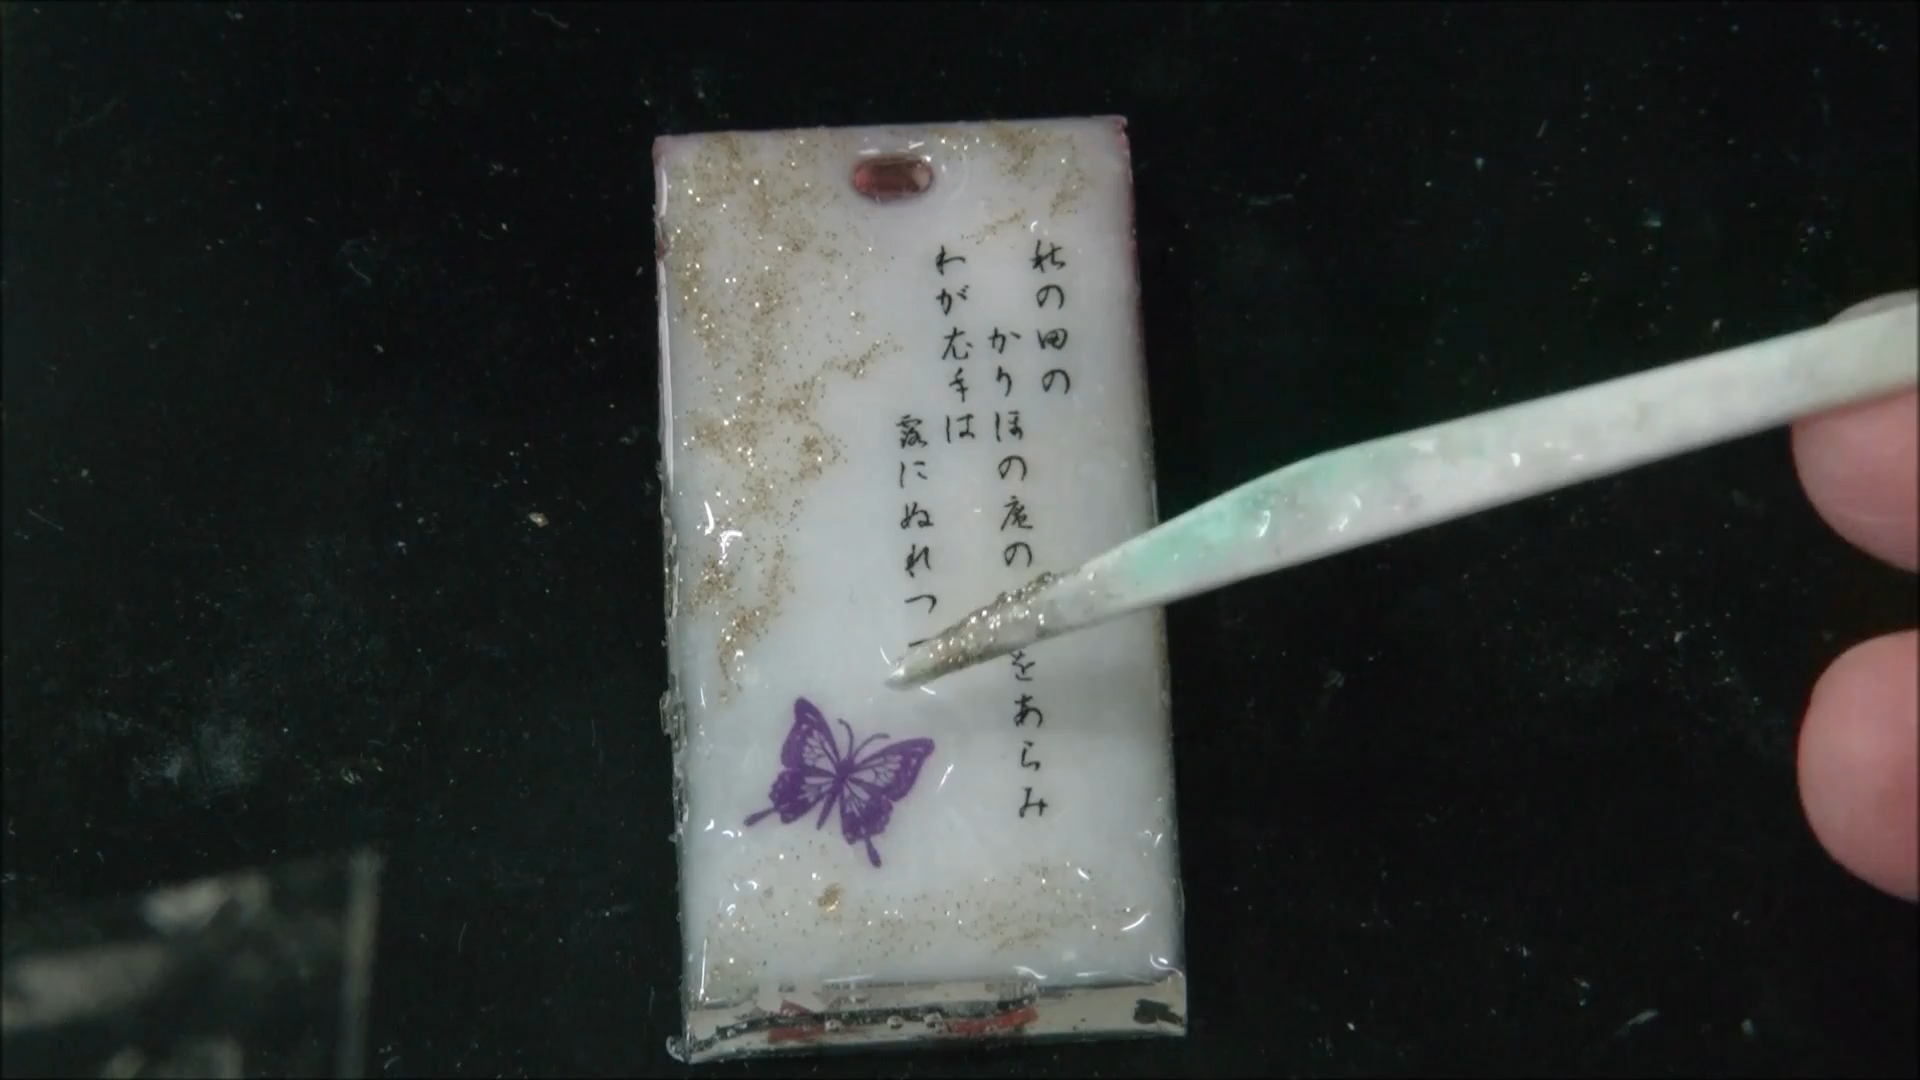 秋の田の
かりほの庵の をあらみ
わが衣手は
露にぬれつつ